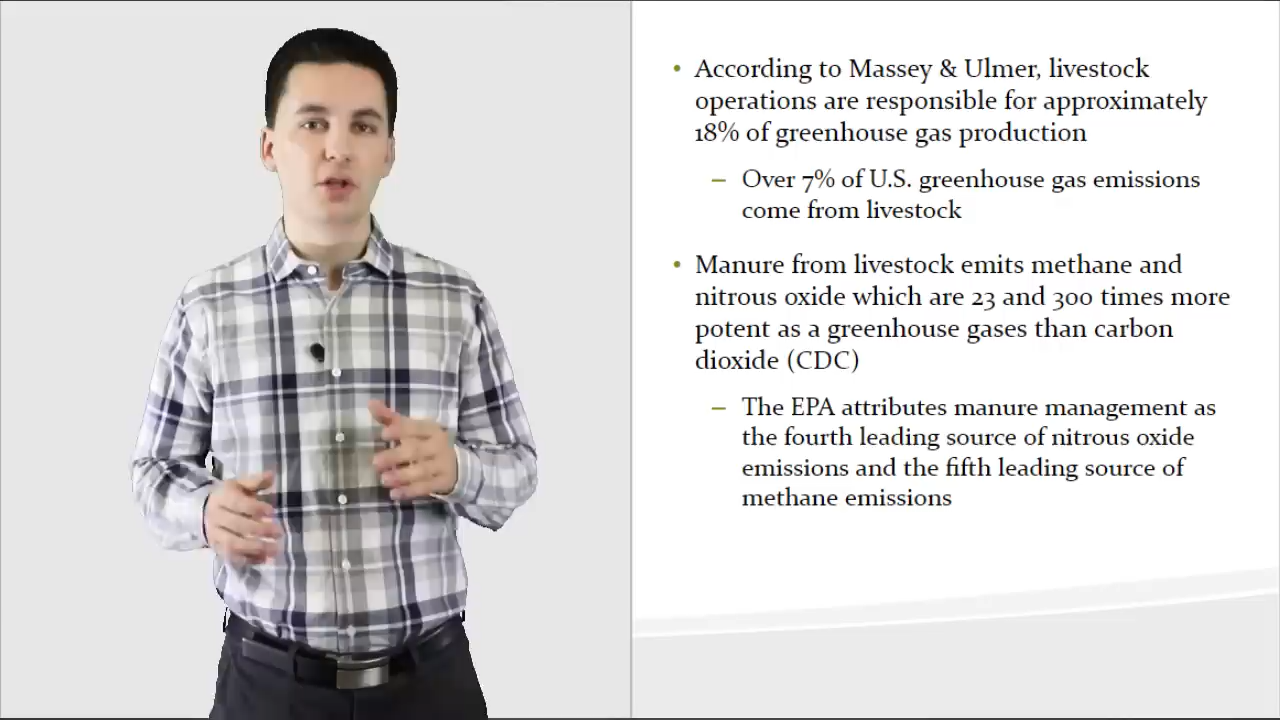 • According to Massey & Ulmer, livestock
operations are responsible for approximately
18% of greenhouse gas production
– Over 7% of U.S. greenhouse gas emissions
come from livestock
• Manure from livestock emits methane and
nitrous oxide which are 23 and 300 times more
potent as a greenhouse gases than carbon
dioxide (CDC)
– The EPA attributes manure management as
the fourth leading source of nitrous oxide
emissions and the fifth leading source of
methane emissions